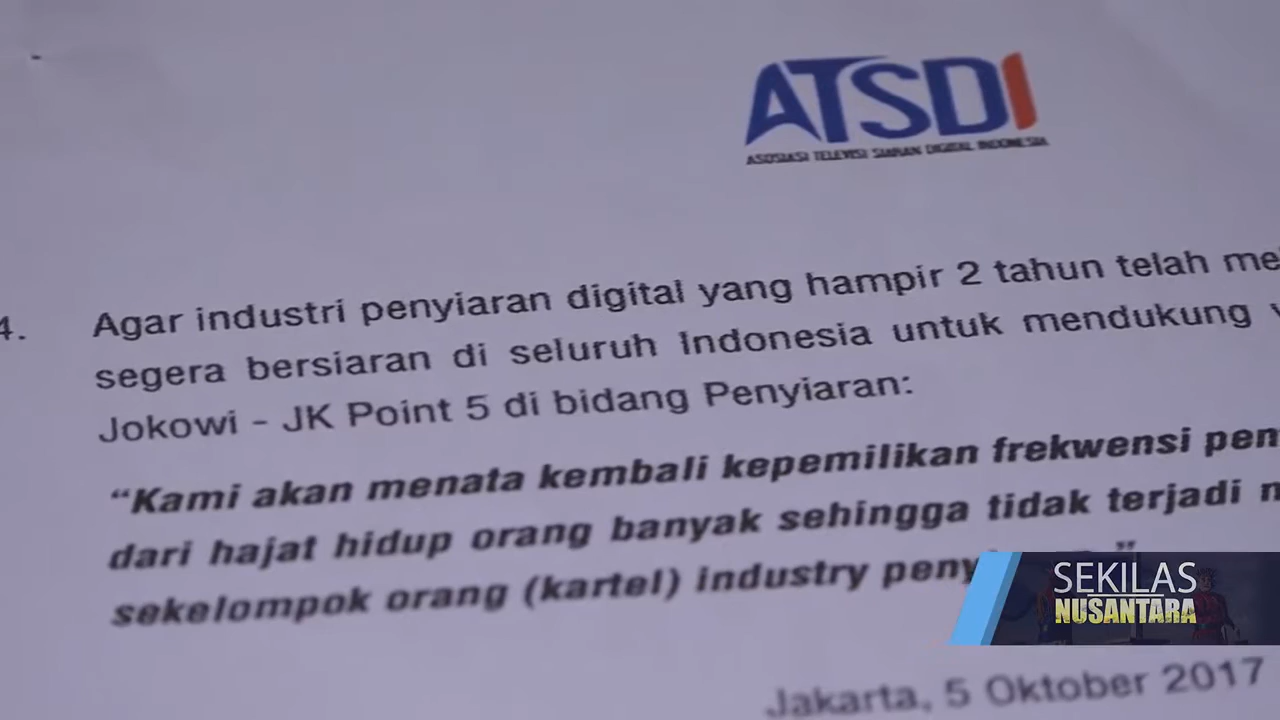 ATSDI
ASOSIASI TELEVISI SIARAN DIGITAL INDONESIA
4. Agar industri penyiaran digital yang hampir 2 tahun telah me
segera bersiaran di seluruh Indonesia untuk mendukung
Jokowi - JK Point 5 di bidang Penyiaran:
“Kami akan menata kembali kepemilikan frekwensi pen
dari hajat hidup orang banyak sehingga tidak terjadi
sekelompok orang (kartel) industry peny
SEKILAS
NUSANTARA
Jakarta, 5 Oktober 2017